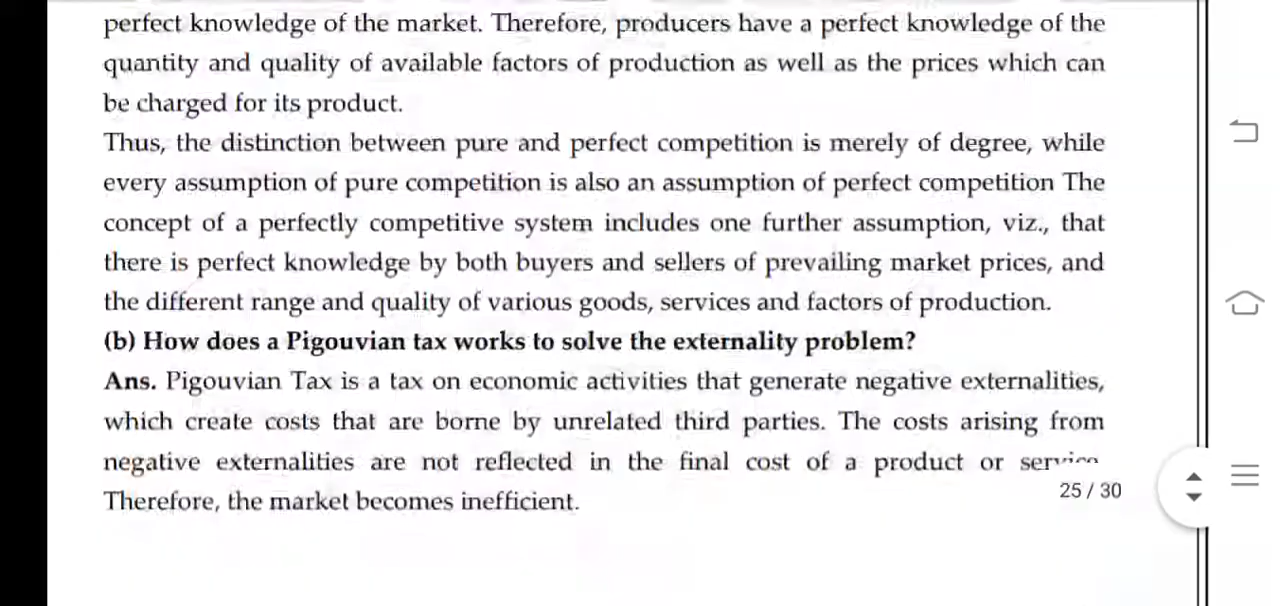 perfect knowledge of the market. Therefore, producers have a perfect knowledge of the
quantity and quality of available factors of production as well as the prices which can
be charged for its product.
Thus, the distinction between pure and perfect competition is merely of degree, while
every assumption of pure competition is also an assumption of perfect competition The
concept of a perfectly competitive system includes one further assumption, viz., that
there is perfect knowledge by both buyers and sellers of prevailing market prices, and
the different range and quality of various goods, services and factors of production.
(b) How does a Pigouvian tax works to solve the externality problem?
Ans. Pigouvian Tax is a tax on economic activities that generate negative externalities,
which create costs that are borne by unrelated third parties. The costs arising from
negative externalities are not reflected in the final cost of a product or service
Therefore, the market becomes inefficient.
25 / 30